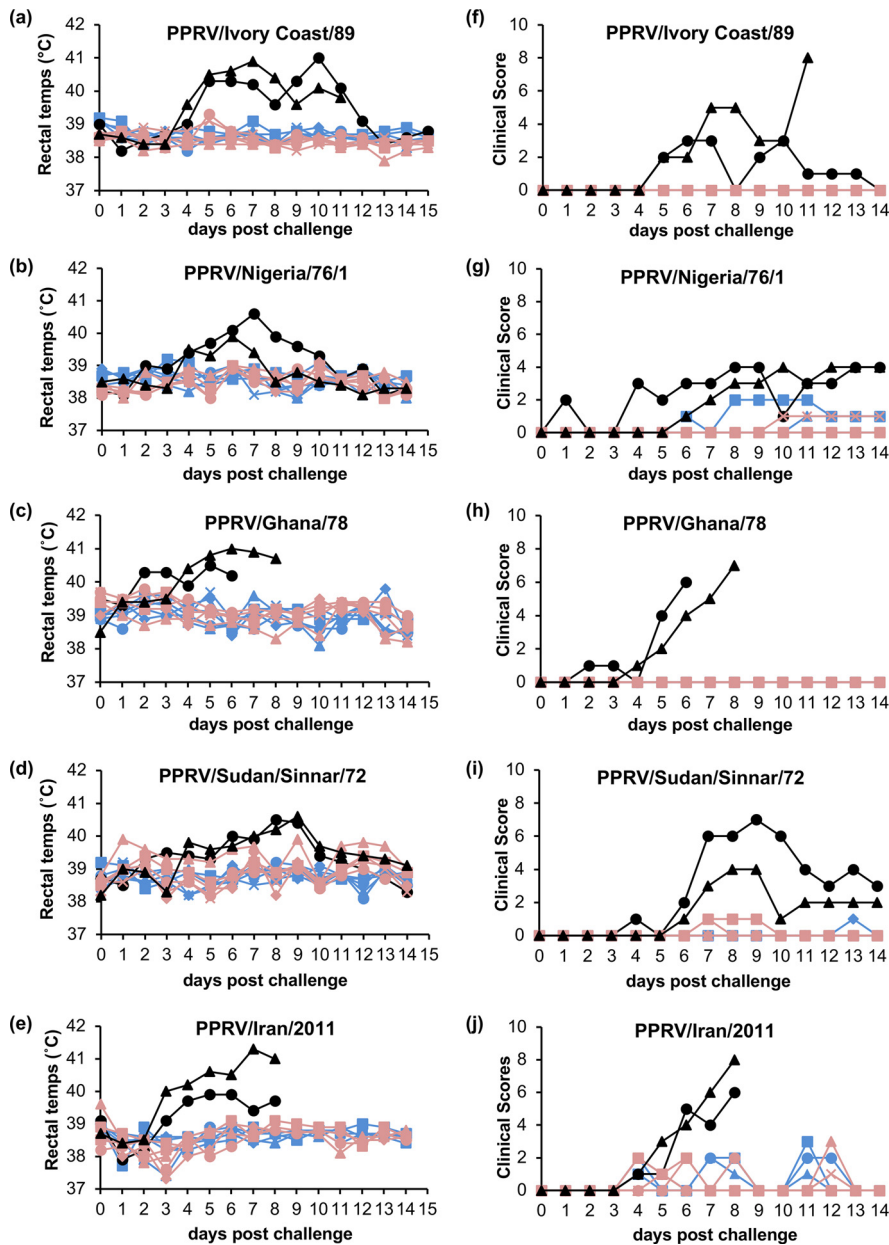 (a)
PPRV/Ivory Coast/89
Rectal temps (°C)
42
41
40
39
38
37
0 1 2 3 4 5 6 7 8 9 10 11 12 13 14 15
days post challenge
(f)
PPRV/Ivory Coast/89
Clinical Score
10
8
6
4
2
0
0 1 2 3 4 5 6 7 8 9 10 11 12 13 14
days post challenge
(b)
PPRV/Nigeria/76/1
Rectal temps (˚C)
42
41
40
39
38
37
0 1 2 3 4 5 6 7 8 9 10 11 12 13 14 15
days post challenge
(g)
PPRV/Nigeria/76/1
Clinical Score
10
8
6
4
2
0
0 1 2 3 4 5 6 7 8 9 10 11 12 13 14
days post challenge
(c)
PPRV/Ghana/78
Rectal temps (˚C)
42
41
40
39
38
37
0 1 2 3 4 5 6 7 8 9 10 11 12 13 14 15
days post challenge
(h)
PPRV/Ghana/78
Clinical Score
10
8
6
4
2
0
0 1 2 3 4 5 6 7 8 9 10 11 12 13 14
days post challenge
(d)
PPRV/Sudan/Sinnar/72
Rectal temps (˚C)
42
41
40
39
38
37
0 1 2 3 4 5 6 7 8 9 10 11 12 13 14 15
days post challenge
(i)
PPRV/Sudan/Sinnar/72
Clinical Score
10
8
6
4
2
0
0 1 2 3 4 5 6 7 8 9 10 11 12 13 14
days post challenge
(e)
PPRV/Iran/2011
Rectal temps (˚C)
42
41
40
39
38
37
0 1 2 3 4 5 6 7 8 9 10 11 12 13 14 15
days post challenge
(j)
PPRV/Iran/2011
Clinical Scores
10
8
6
4
2
0
0 1 2 3 4 5 6 7 8 9 10 11 12 13 14
days post challenge